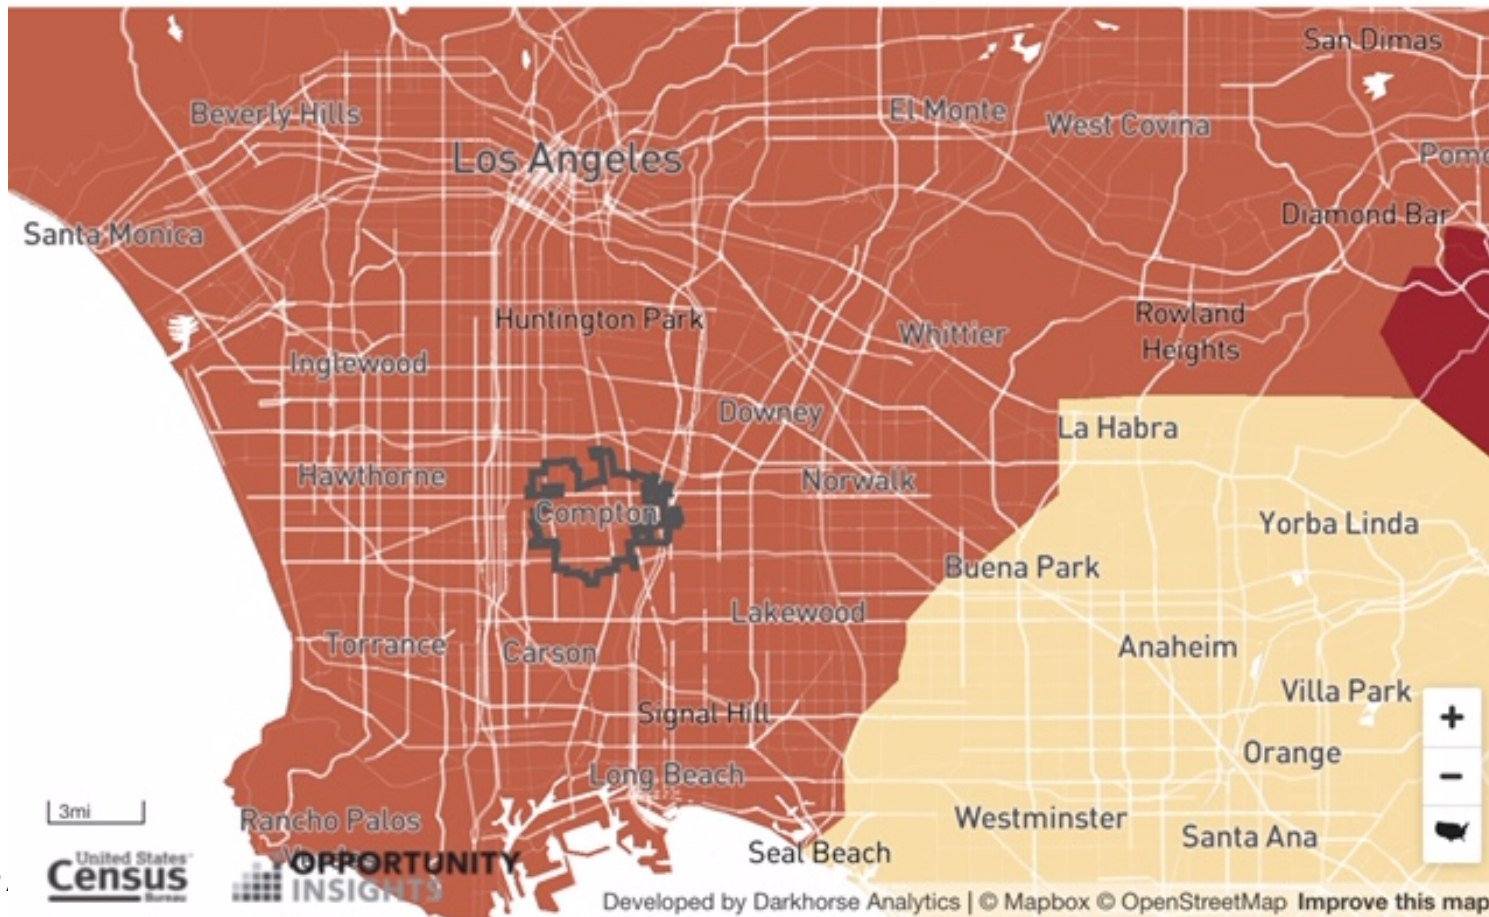 San Dimas
Beverly Hills
El Monte
West Covina
Los Angeles
Pomo
Diamond Bar
Santa Monica
Huntington Park
Rowland
Heights
Whittier
Inglewood
Downey
La Habra
Hawthorne
Norwalk
Compton
Yorba Linda
Buena Park
Lakewood
Torrance
Carson
Anaheim
Villa Park
Signal Hill
+
Orange
Long Beach
−
3mi
Rancho Palos
Westminster
Santa Ana
United States®
Census
Bureau
OPPORTUNITY
INSIGHTS
Seal Beach
Developed by Darkhorse Analytics | © Mapbox © OpenStreetMap Improve this map